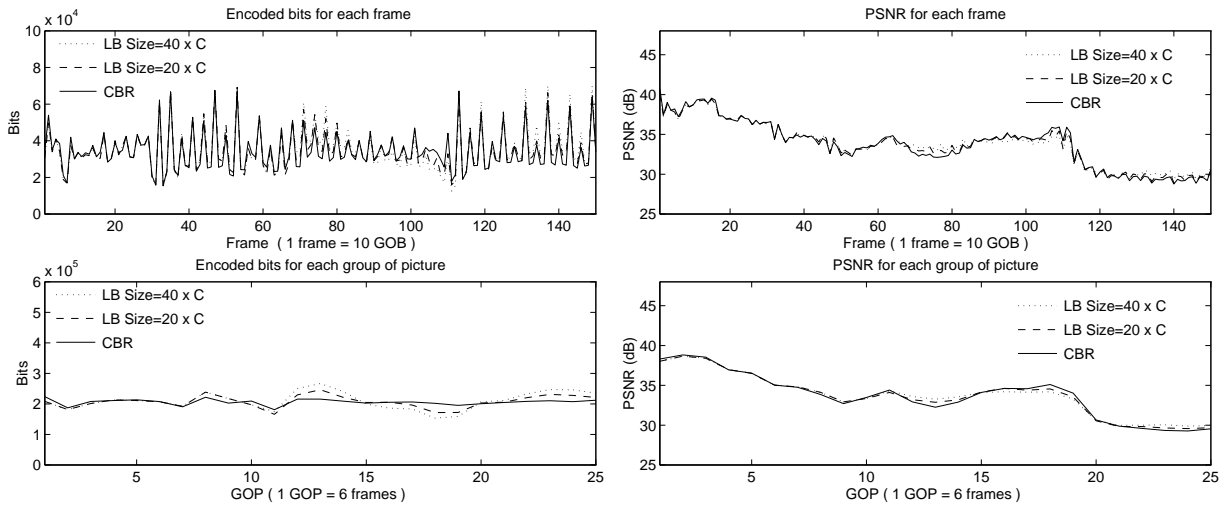 Encoded bits for each frame
x 10^4
10
8
6
4
2
0
Bits
LB Size=40 x C
LB Size=20 x C
CBR
20 40 60 80 100 120 140
Frame ( 1 frame = 10 GOB )
PSNR for each frame
45
40
35
30
25
PSNR (dB)
LB Size=40 x C
LB Size=20 x C
CBR
20 40 60 80 100 120 140
Frame ( 1 frame = 10 GOB )
Encoded bits for each group of picture
x 10^5
6
5
4
3
2
1
0
Bits
LB Size=40 x C
LB Size=20 x C
CBR
5 10 15 20 25
GOP ( 1 GOP = 6 frames )
PSNR for each group of picture
45
40
35
30
25
PSNR (dB)
LB Size=40 x C
LB Size=20 x C
CBR
5 10 15 20 25
GOP ( 1 GOP = 6 frames )